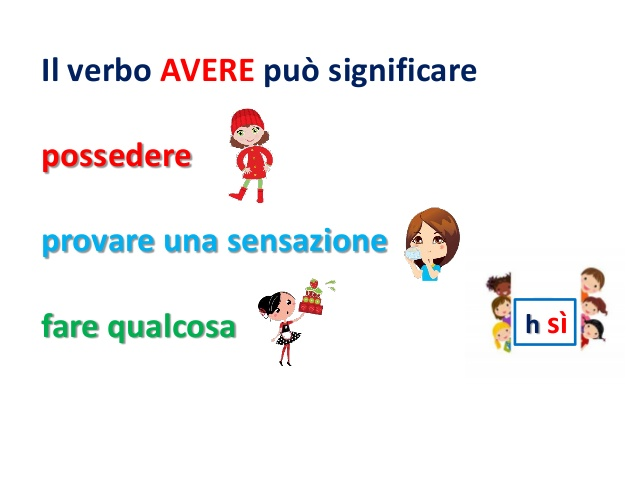 Il verbo AVERE può significare
possedere
provare una sensazione
fare qualcosa
h sì